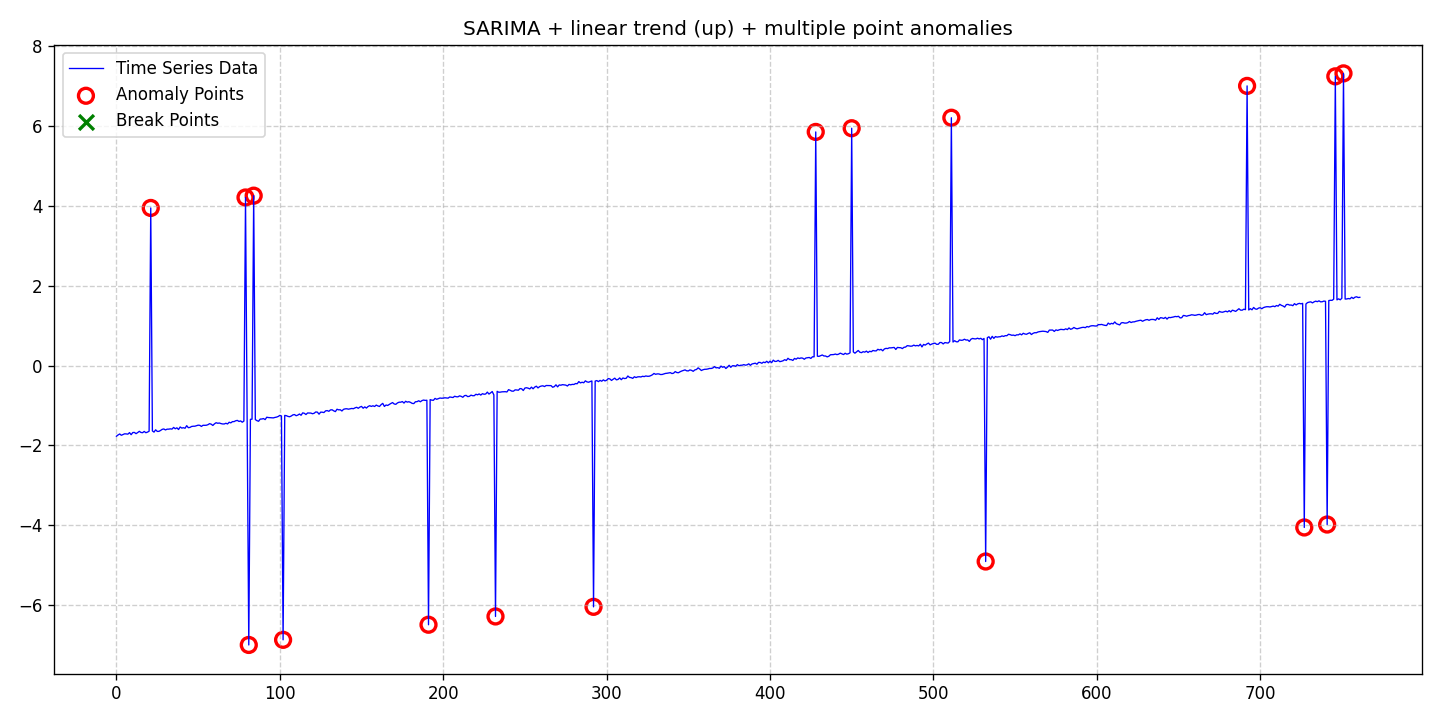 SARIMA + linear trend (up) + multiple point anomalies
Time Series Data
Anomaly Points
Break Points
8
6
4
2
0
−2
−4
−6
0 100 200 300 400 500 600 700